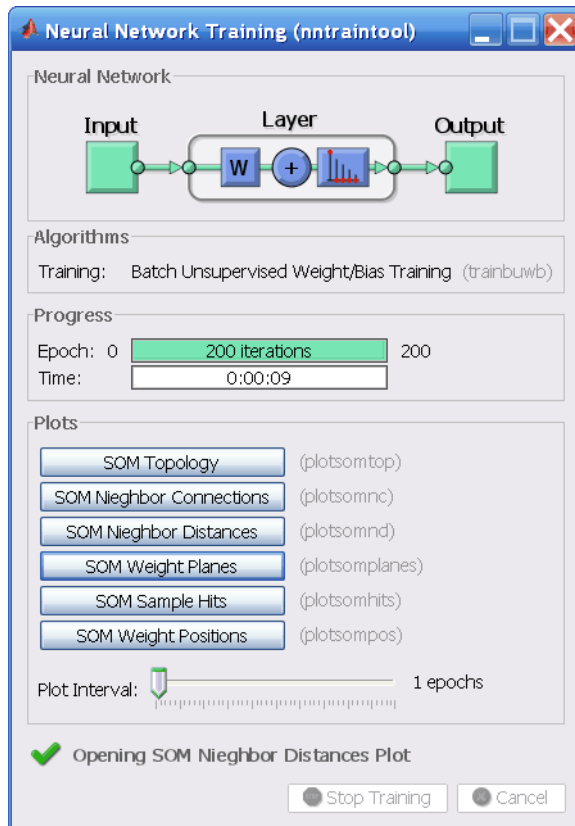 Neural Network Training (nntraintool)
Neural Network
Input
Layer
Output
W
+
Algorithms
Training: Batch Unsupervised Weight/Bias Training (trainbuwb)
Progress
Epoch: 0 200 iterations 200
Time: 0:00:09
Plots
SOM Topology (plotsomtop)
SOM Nieghbor Connections (plotsomnc)
SOM Nieghbor Distances (plotsomnd)
SOM Weight Planes (plotsomplanes)
SOM Sample Hits (plotsomhits)
SOM Weight Positions (plotsompos)
Plot Interval: 1 epochs
Opening SOM Nieghbor Distances Plot
Stop Training Cancel